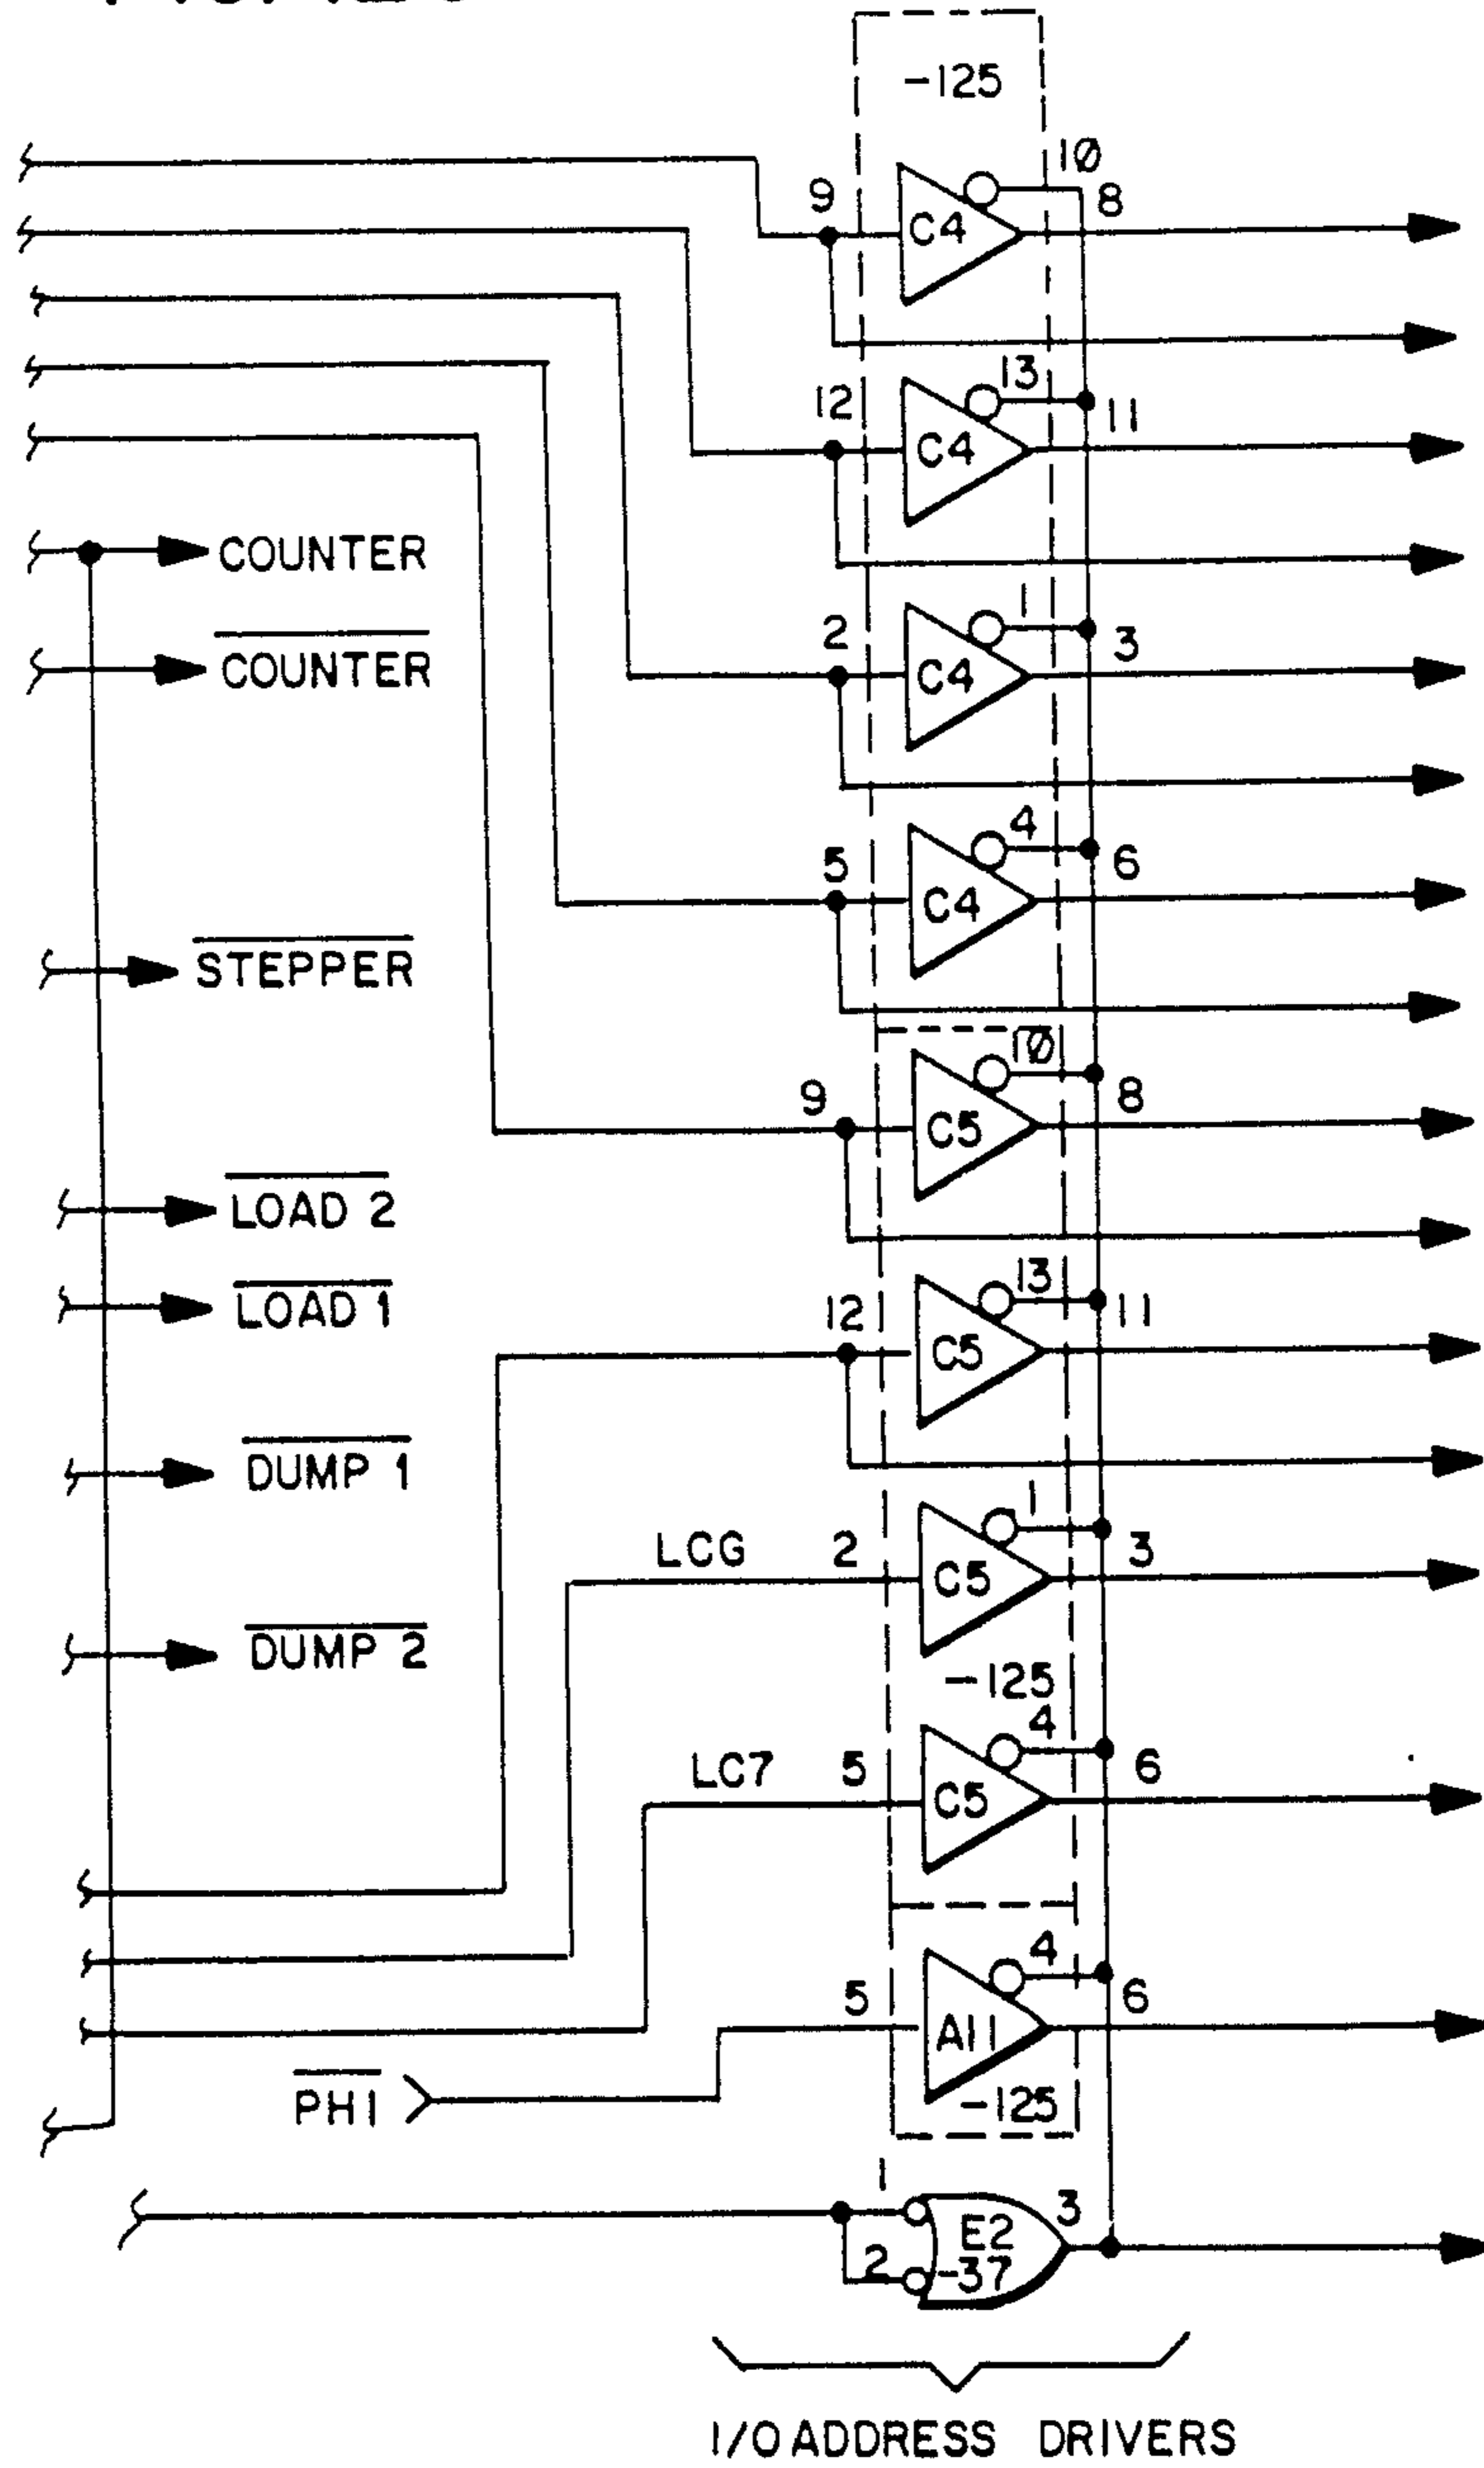 -125
10
9
C4
8
13
12
C4
11
COUNTER
1
2
C4
3
COUNTER
4
5
C4
6
STEPPER
10
9
C5
8
LOAD 2
13
12
C5
11
LOAD 1
DUMP 1
1
LCG
2
C5
3
DUMP 2
-125
4
LC7
5
C5
6
4
5
A11
6
PHI
-125
1
E2
3
2
-37
I/O ADDRESS DRIVERS